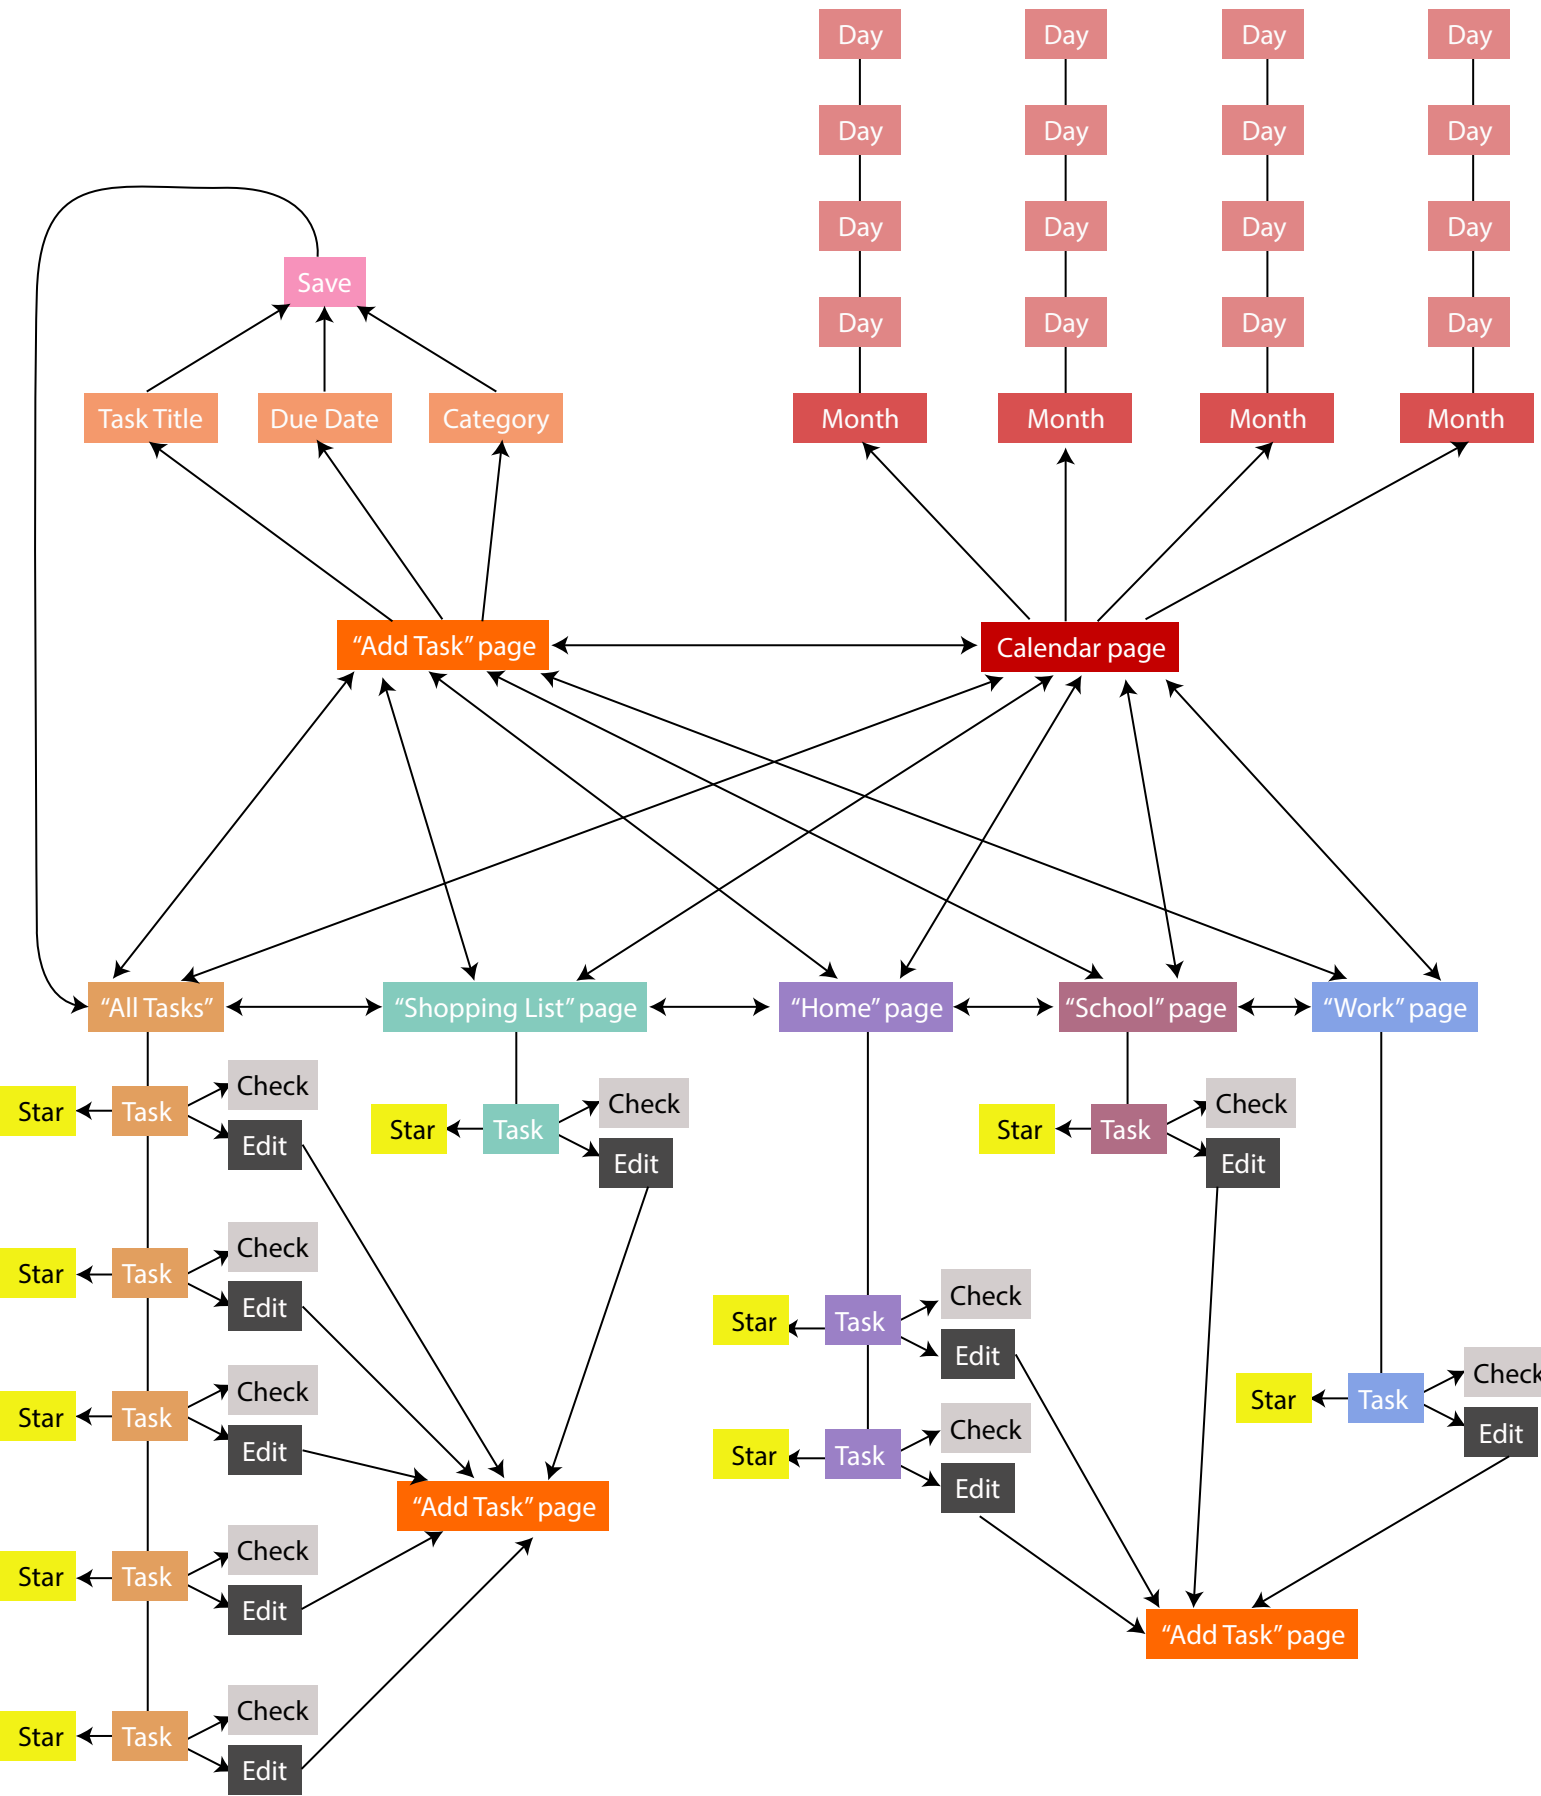 Day
Day
Day
Day
Day
Day
Day
Day
Day
Day
Day
Day
Save
Day
Day
Day
Day
Task Title
Due Date
Category
Month
Month
Month
Month
“Add Task” page
Calendar page
“All Tasks”
“Shopping List” page
“Home” page
“School” page
“Work” page
Star
Task
Check
Edit
Star
Task
Check
Edit
Star
Task
Check
Edit
Star
Task
Check
Edit
Star
Task
Check
Edit
Star
Task
Check
Edit
Star
Task
Check
Edit
Star
Task
Check
Edit
Star
Task
Check
Edit
“Add Task” page
Star
Task
Check
Edit
“Add Task” page